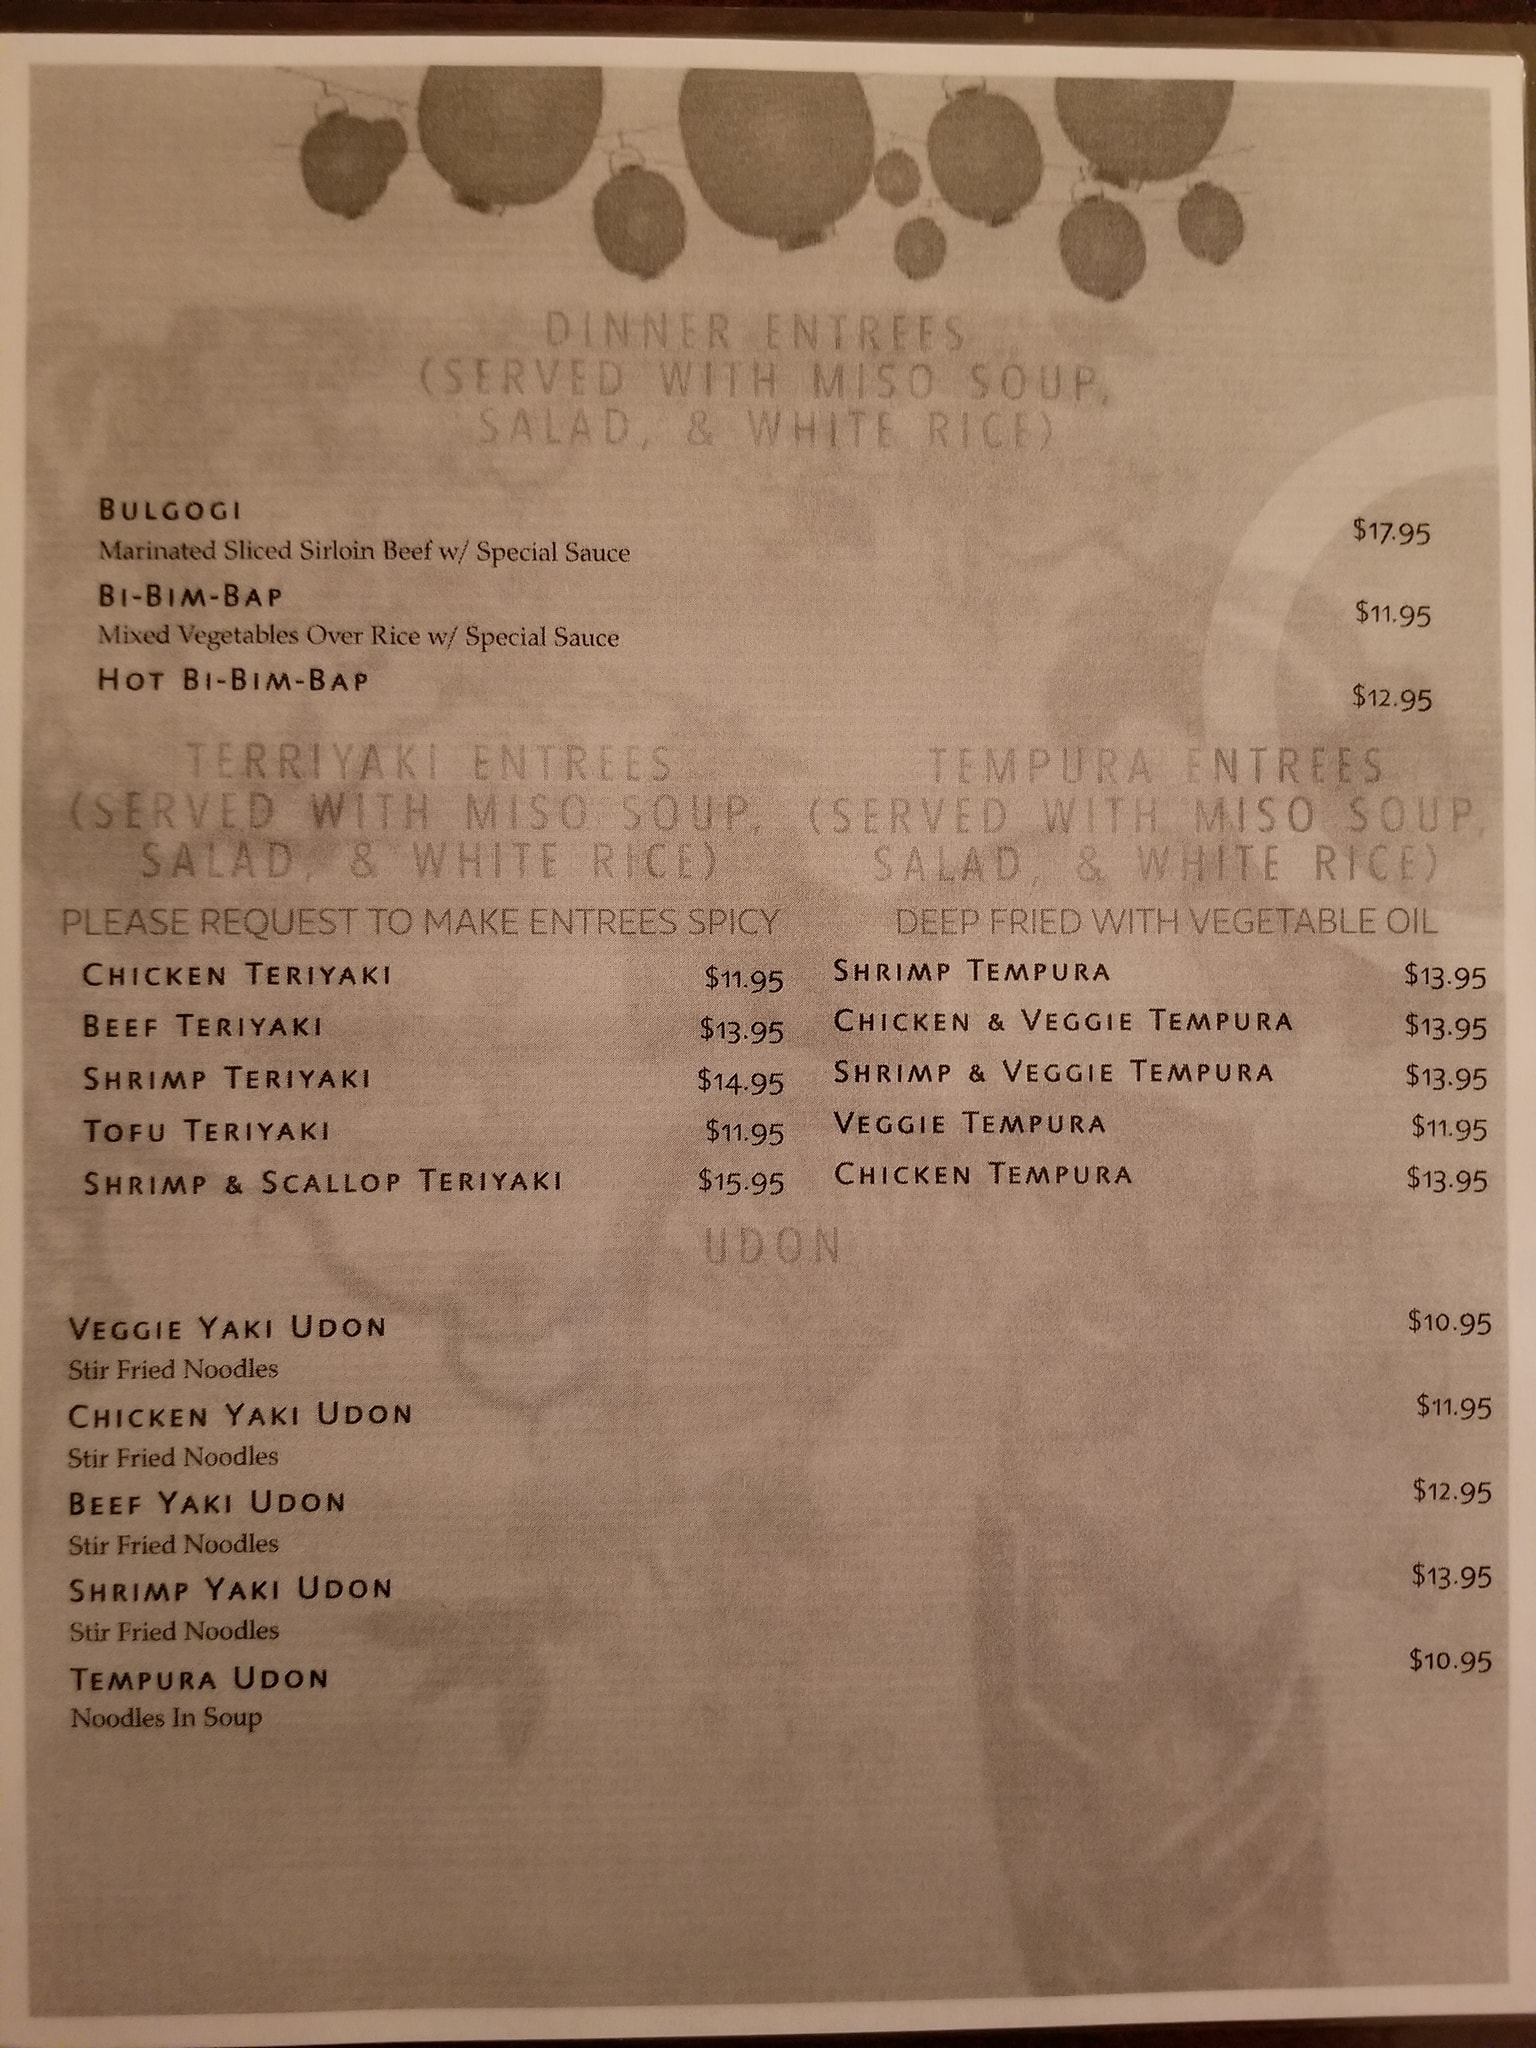 DINNER ENTREES
(SERVED WITH MISO SOUP,
SALAD, & WHITE RICE)
BULGOGI $17.95
Marinated Sliced Sirloin Beef w/ Special Sauce
BI-BIM-BAP $11.95
Mixed Vegetables Over Rice w/ Special Sauce
HOT BI-BIM-BAP $12.95
TERRIYAKI ENTREES
(SERVED WITH MISO SOUP,
SALAD, & WHITE RICE)
PLEASE REQUEST TO MAKE ENTREES SPICY
CHICKEN TERIYAKI $11.95
BEEF TERIYAKI $13.95
SHRIMP TERIYAKI $14.95
TOFU TERIYAKI $11.95
SHRIMP & SCALLOP TERIYAKI $15.95
TEMPURA ENTREES
(SERVED WITH MISO SOUP,
SALAD, & WHITE RICE)
DEEP FRIED WITH VEGETABLE OIL
SHRIMP TEMPURA $13.95
CHICKEN & VEGGIE TEMPURA $13.95
SHRIMP & VEGGIE TEMPURA $13.95
VEGGIE TEMPURA $11.95
CHICKEN TEMPURA $13.95
UDON
VEGGIE YAKI UDON $10.95
Stir Fried Noodles
CHICKEN YAKI UDON $11.95
Stir Fried Noodles
BEEF YAKI UDON $12.95
Stir Fried Noodles
SHRIMP YAKI UDON $13.95
Stir Fried Noodles
TEMPURA UDON $10.95
Noodles In Soup